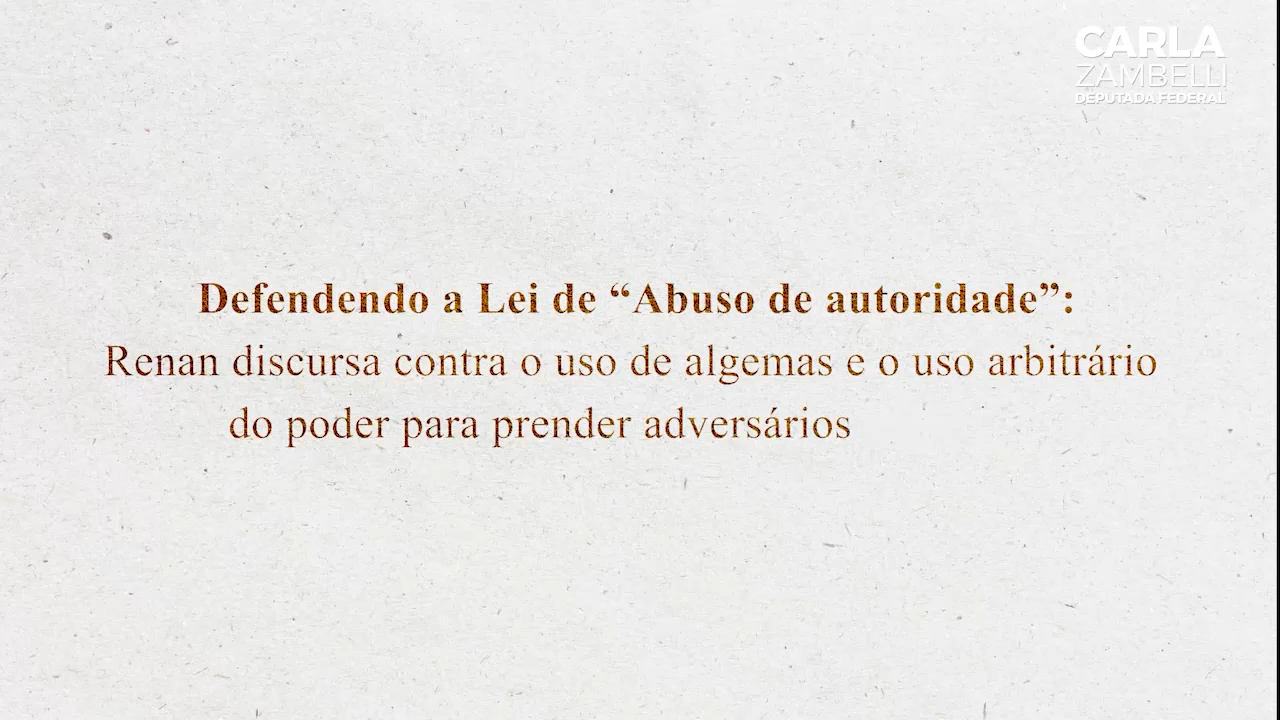 CARLA
ZAMBELLI
DEPUTADA FEDERAL
Defendendo a Lei de “Abuso de autoridade”:
Renan discursa contra o uso de algemas e o uso arbitrário
do poder para prender adversários